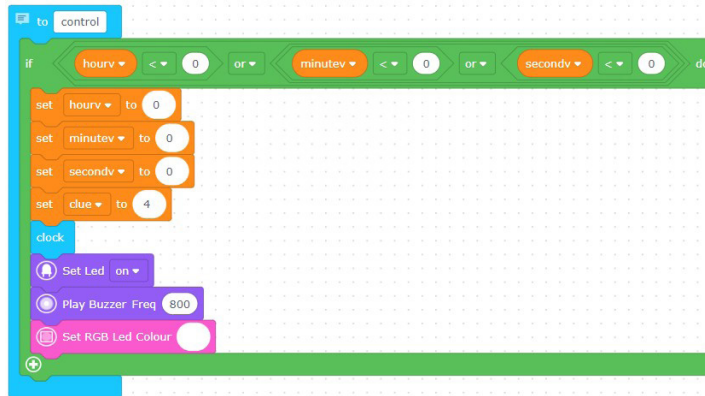 to control
if hourv < 0 or minutev < 0 or secondv < 0 do
set hourv to 0
set minutev to 0
set secondv to 0
set clue to 4
clock
Set Led on
Play Buzzer Freq 800
Set RGB Led Colour